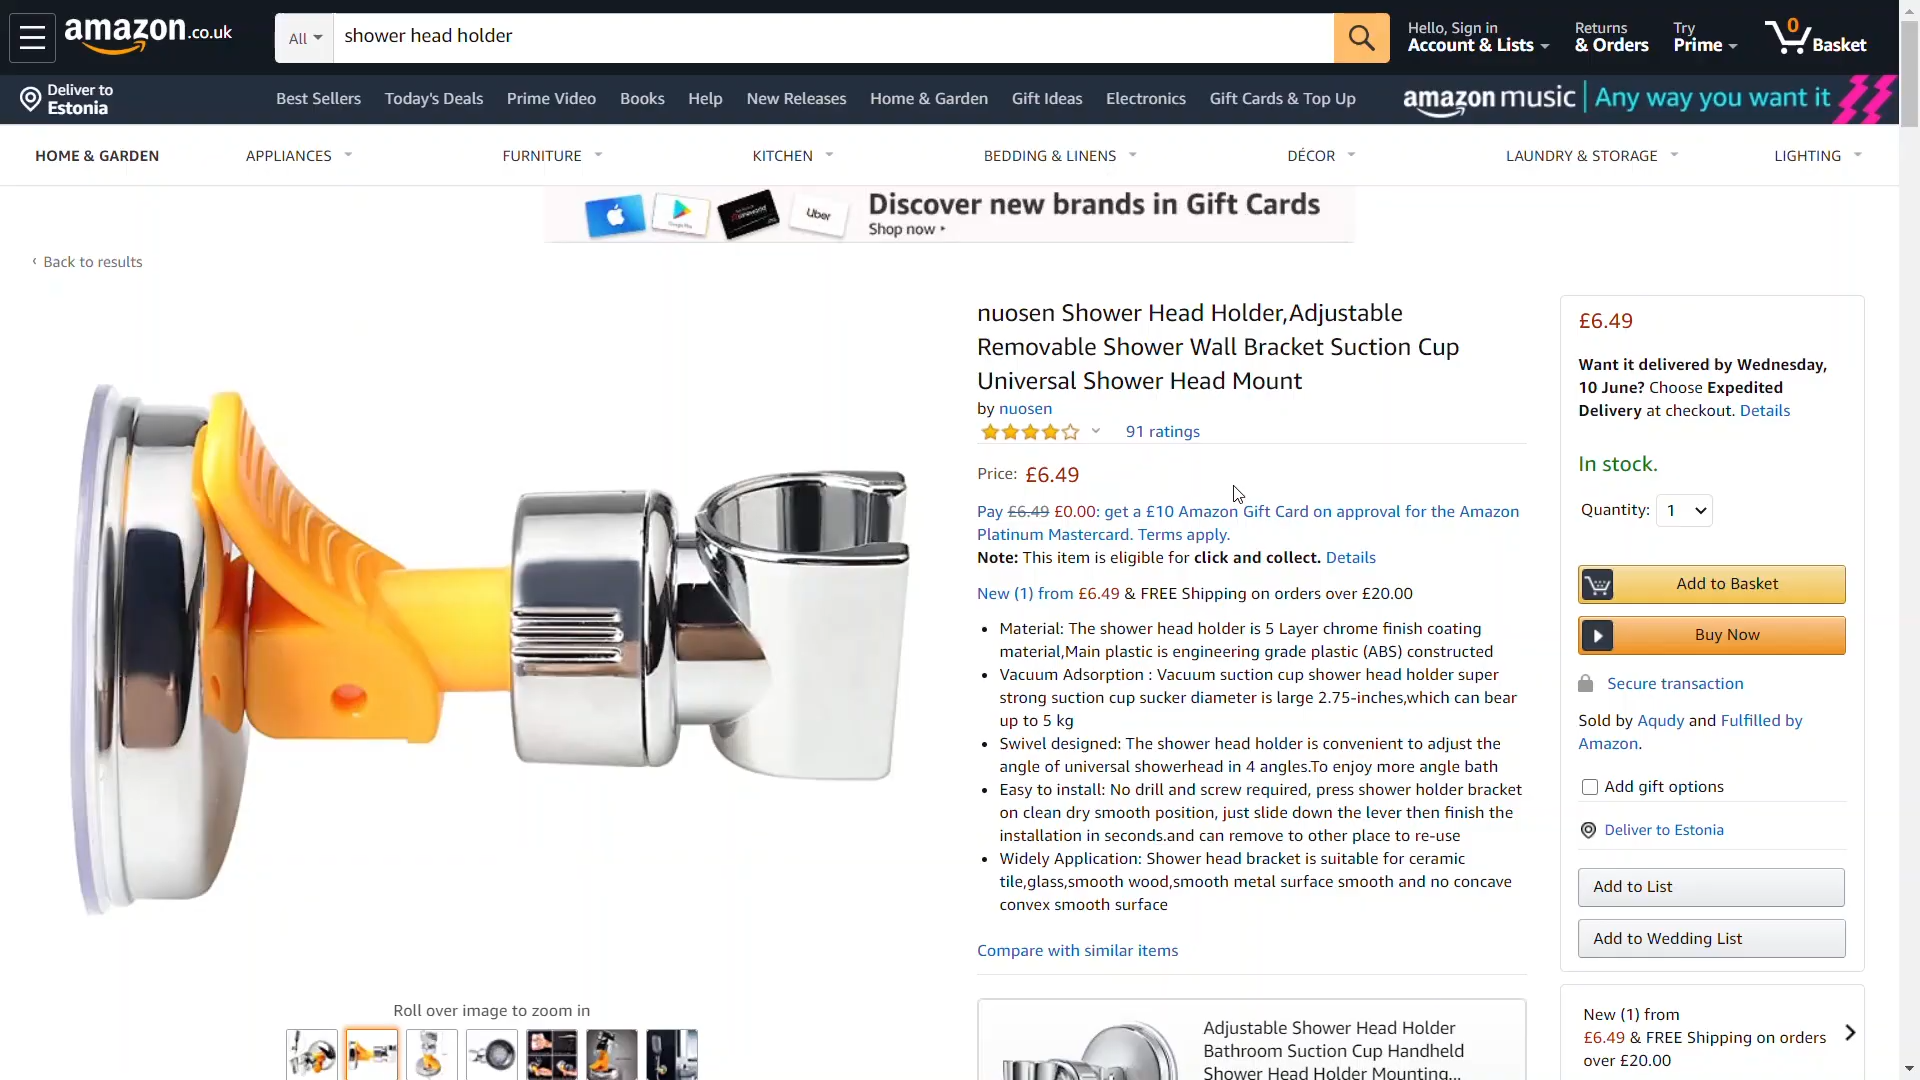 amazon.co.uk
All
shower head holder
Hello, Sign in
Account & Lists
Returns
& Orders
Try
Prime
0
Basket
Deliver to
Estonia
Best Sellers
Today's Deals
Prime Video
Books
Help
New Releases
Home & Garden
Gift Ideas
Electronics
Gift Cards & Top Up
amazon music | Any way you want it
HOME & GARDEN
APPLIANCES
FURNITURE
KITCHEN
BEDDING & LINENS
DÉCOR
LAUNDRY & STORAGE
LIGHTING
Uber
Discover new brands in Gift Cards
Shop now
‹ Back to results
nuosen Shower Head Holder,Adjustable
Removable Shower Wall Bracket Suction Cup
Universal Shower Head Mount
by nuosen
91 ratings
Price: £6.49
Pay £6.49 £0.00: get a £10 Amazon Gift Card on approval for the Amazon
Platinum Mastercard. Terms apply.
Note: This item is eligible for click and collect. Details
New (1) from £6.49 & FREE Shipping on orders over £20.00
• Material: The shower head holder is 5 Layer chrome finish coating
material,Main plastic is engineering grade plastic (ABS) constructed
• Vacuum Adsorption : Vacuum suction cup shower head holder super
strong suction cup sucker diameter is large 2.75-inches,which can bear
up to 5 kg
• Swivel designed: The shower head holder is convenient to adjust the
angle of universal showerhead in 4 angles.To enjoy more angle bath
• Easy to install: No drill and screw required, press shower holder bracket
on clean dry smooth position, just slide down the lever then finish the
installation in seconds.and can remove to other place to re-use
• Widely Application: Shower head bracket is suitable for ceramic
tile,glass,smooth wood,smooth metal surface smooth and no concave
convex smooth surface
Compare with similar items
Adjustable Shower Head Holder
Bathroom Suction Cup Handheld
Shower Head Holder Mounting...
Roll over image to zoom in
£6.49
Want it delivered by Wednesday,
10 June? Choose Expedited
Delivery at checkout. Details
In stock.
Quantity: 1
Add to Basket
Buy Now
Secure transaction
Sold by Aqudy and Fulfilled by
Amazon.
Add gift options
Deliver to Estonia
Add to List
Add to Wedding List
New (1) from
£6.49 & FREE Shipping on orders
over £20.00